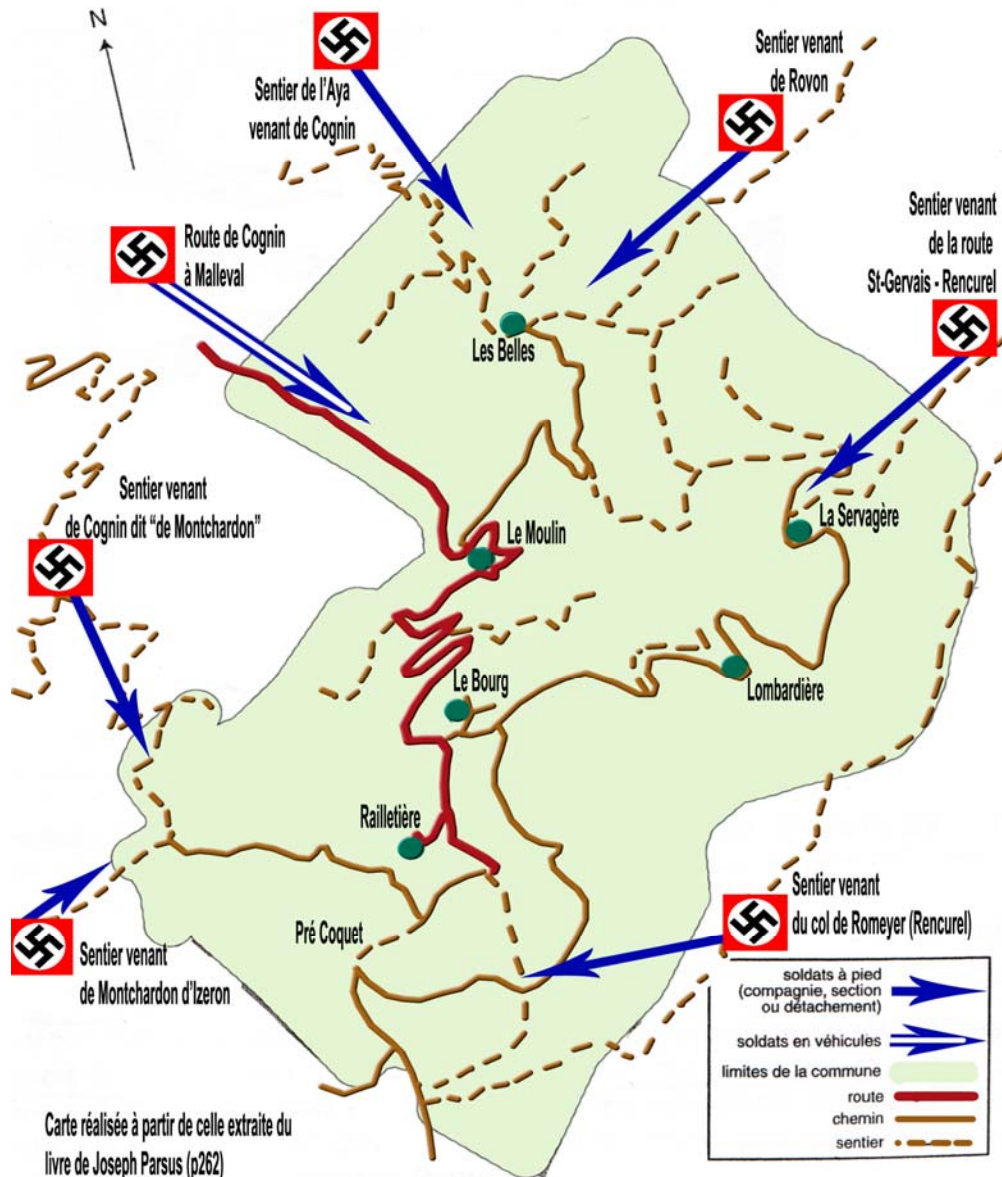 N
Sentier de l'Aya
venant de Cognin
Sentier venant
de Rovon
Route de Cognin
à Malleval
Sentier venant
de la route
St-Gervais - Rencurel
Les Belles
Sentier venant
de Cognin dit “de Montchardon”
Le Moulin
La Servagère
Le Bourg
Lombardière
Railletière
Pré Coquet
Sentier venant
du col de Romeyer (Rencurel)
Sentier venant
de Montchardon d'Izeron
soldats à pied
(compagnie, section
ou détachement)
soldats en véhicules
limites de la commune
route
chemin
sentier
Carte réalisée à partir de celle extraite du
livre de Joseph Parsus (p262)